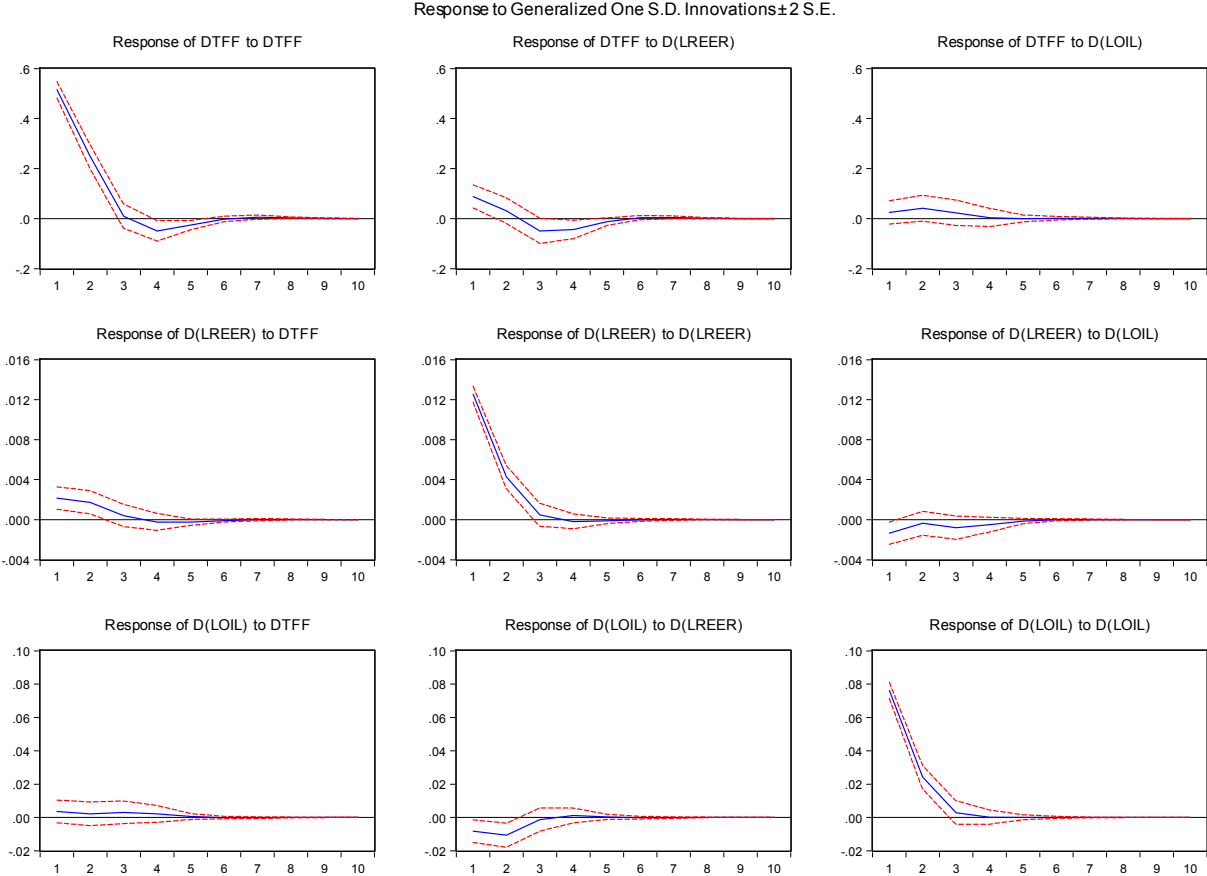 Response to Generalized One S.D. Innovations ± 2 S.E.
Response of DTFF to DTFF
Response of DTFF to D(LREER)
Response of DTFF to D(LOIL)
.6
.4
.2
.0
-.2
1 2 3 4 5 6 7 8 9 10
.6
.4
.2
.0
-.2
1 2 3 4 5 6 7 8 9 10
.6
.4
.2
.0
-.2
1 2 3 4 5 6 7 8 9 10
Response of D(LREER) to DTFF
Response of D(LREER) to D(LREER)
Response of D(LREER) to D(LOIL)
.016
.012
.008
.004
.000
-.004
1 2 3 4 5 6 7 8 9 10
.016
.012
.008
.004
.000
-.004
1 2 3 4 5 6 7 8 9 10
.016
.012
.008
.004
.000
-.004
1 2 3 4 5 6 7 8 9 10
Response of D(LOIL) to DTFF
Response of D(LOIL) to D(LREER)
Response of D(LOIL) to D(LOIL)
.10
.08
.06
.04
.02
.00
-.02
1 2 3 4 5 6 7 8 9 10
.10
.08
.06
.04
.02
.00
-.02
1 2 3 4 5 6 7 8 9 10
.10
.08
.06
.04
.02
.00
-.02
1 2 3 4 5 6 7 8 9 10